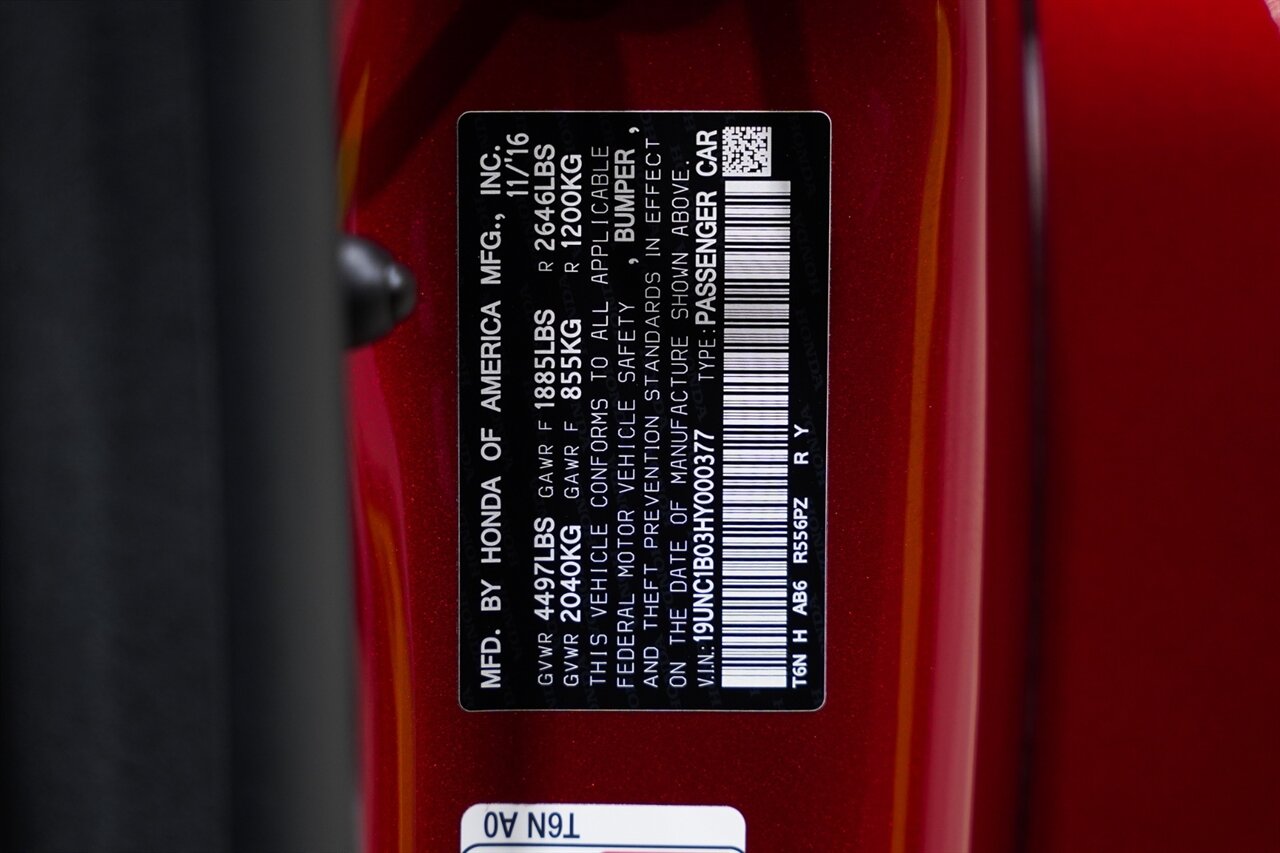 MFD. BY HONDA OF AMERICA MFG., INC.
11/'16
GVWR 4497LBS GAWR F 1885LBS R 2646LBS
GVWR 2040KG GAWR F 855KG R 1200KG
THIS VEHICLE CONFORMS TO ALL APPLICABLE
FEDERAL MOTOR VEHICLE SAFETY , BUMPER ,
AND THEFT PREVENTION STANDARDS IN EFFECT
ON THE DATE OF MANUFACTURE SHOWN ABOVE.
V.IN:19UNC1B03HY000377 TYPE:PASSENGER CAR
T6N H AB6 R556PZ R Y
T6N A0